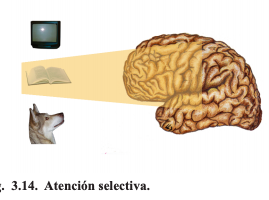 g. 3.14. Atención selectiva.